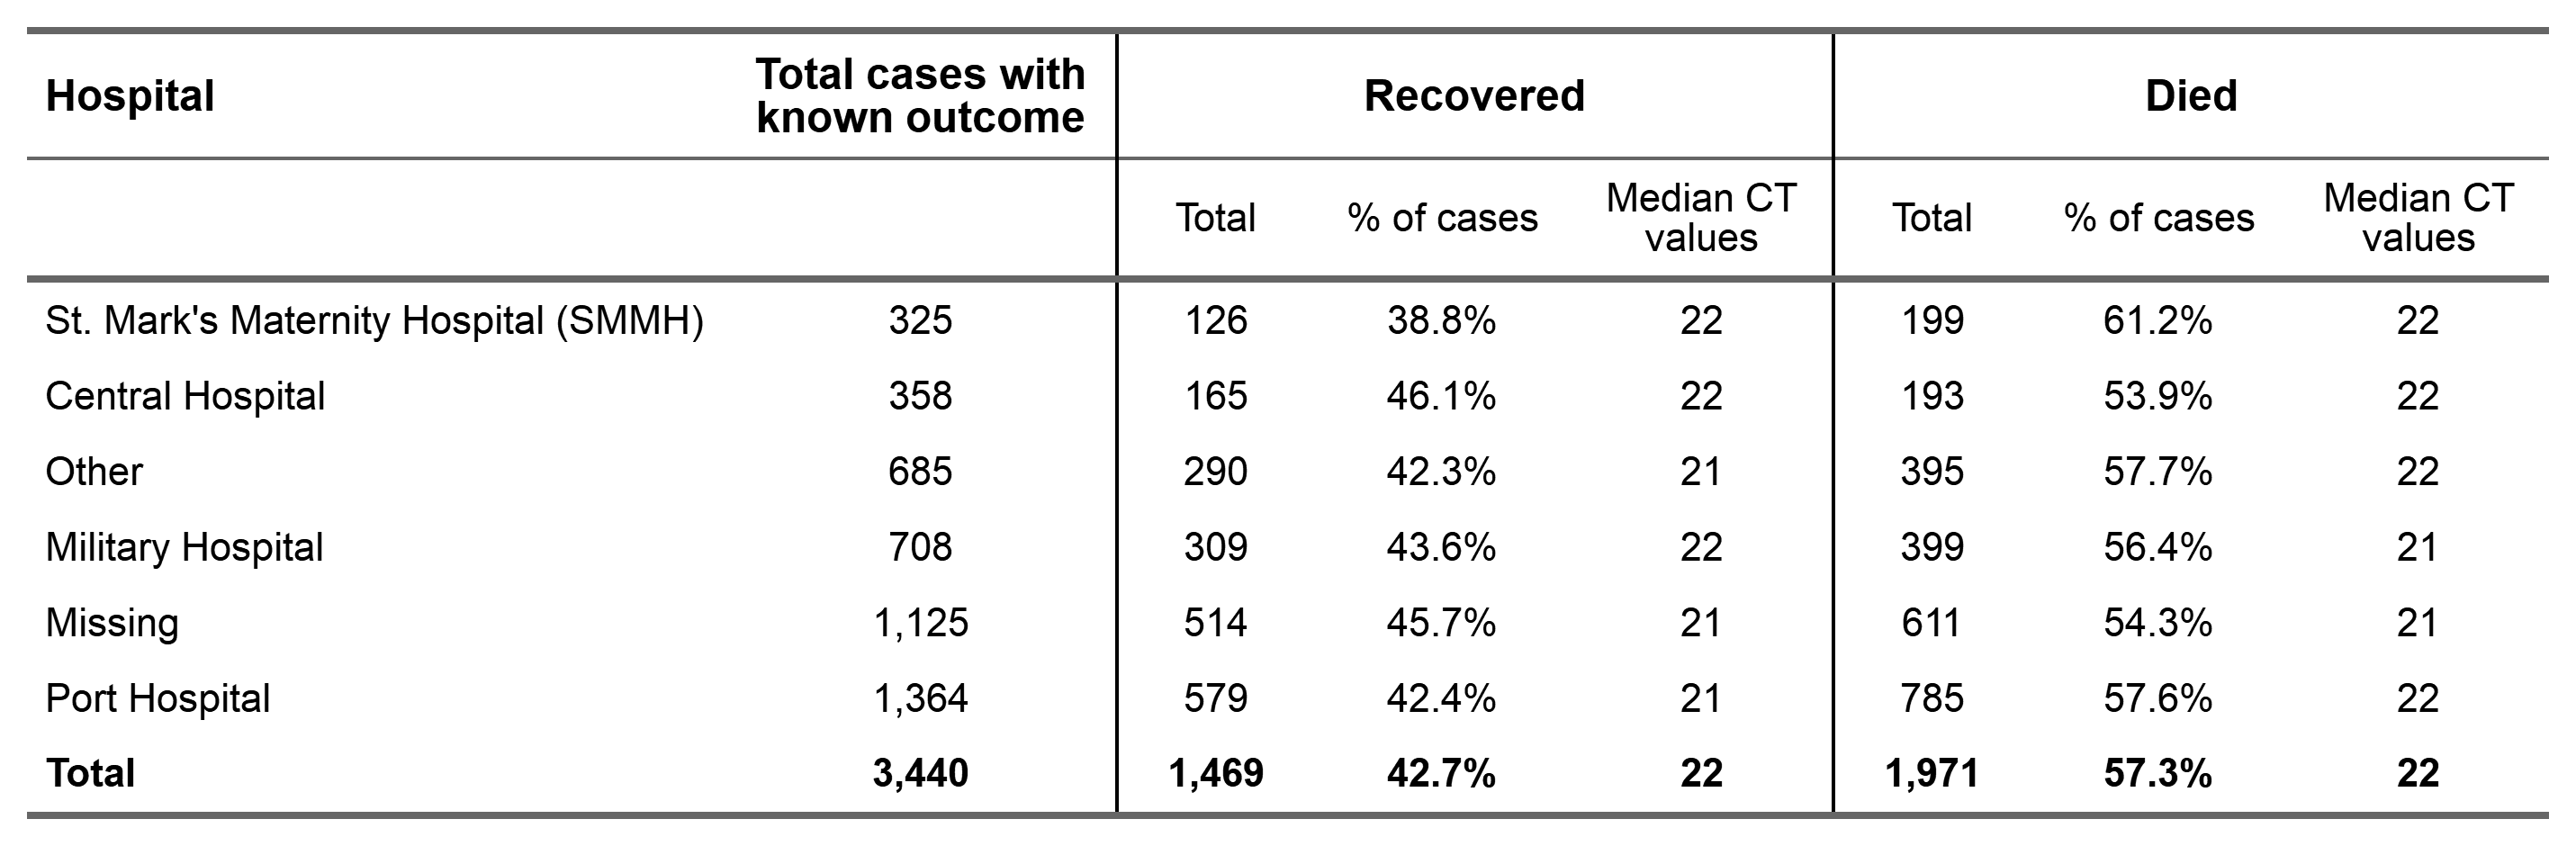 Hospital Total cases with known outcome Recovered Died
Total % of cases Median CT values Total % of cases Median CT values
St. Mark's Maternity Hospital (SMMH) 325 126 38.8% 22 199 61.2% 22
Central Hospital 358 165 46.1% 22 193 53.9% 22
Other 685 290 42.3% 21 395 57.7% 22
Military Hospital 708 309 43.6% 22 399 56.4% 21
Missing 1,125 514 45.7% 21 611 54.3% 21
Port Hospital 1,364 579 42.4% 21 785 57.6% 22
Total 3,440 1,469 42.7% 22 1,971 57.3% 22